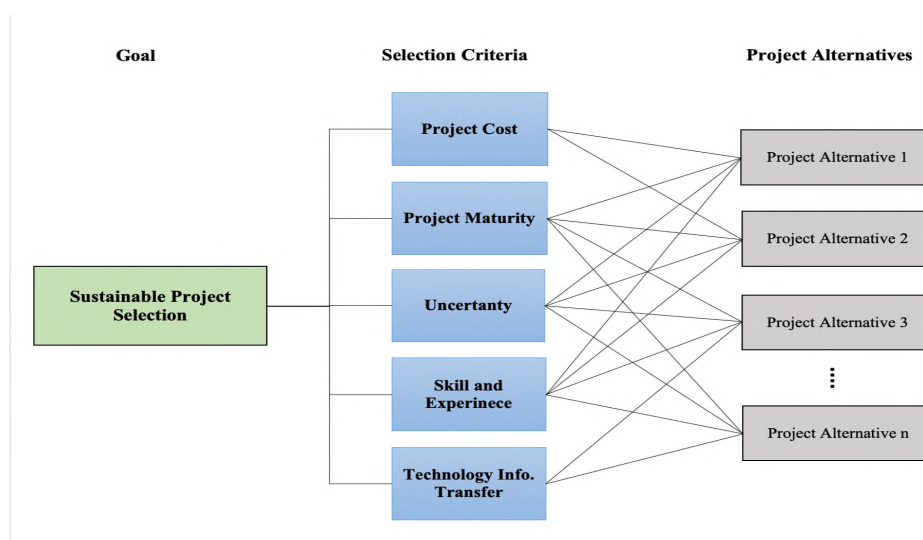 Goal
Selection Criteria
Project Alternatives
Project Cost
Project Maturity
Sustainable Project
Selection
Uncertanty
Skill and
Experinece
Technology Info.
Transfer
Project Alternative 1
Project Alternative 2
Project Alternative 3
Project Alternative n